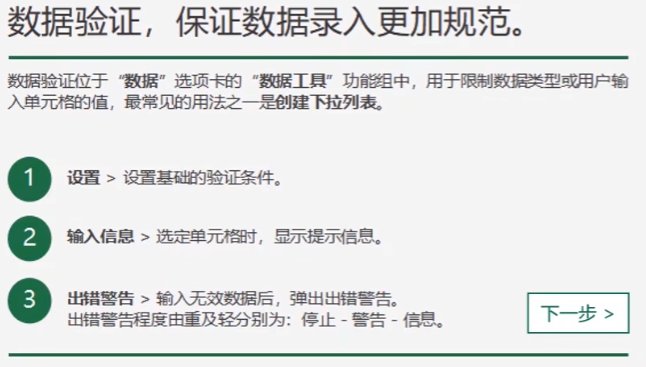 数据验证，保证数据录入更加规范。
数据验证位于“数据”选项卡的“数据工具”功能组中，用于限制数据类型或用户输
入单元格的值，最常见的用法之一是创建下拉列表。
1 设置 > 设置基础的验证条件。
2 输入信息 > 选定单元格时，显示提示信息。
3 出错警告 > 输入无效数据后，弹出出错警告。
出错警告程度由重及轻分别为：停止 - 警告 - 信息。
下一步 >